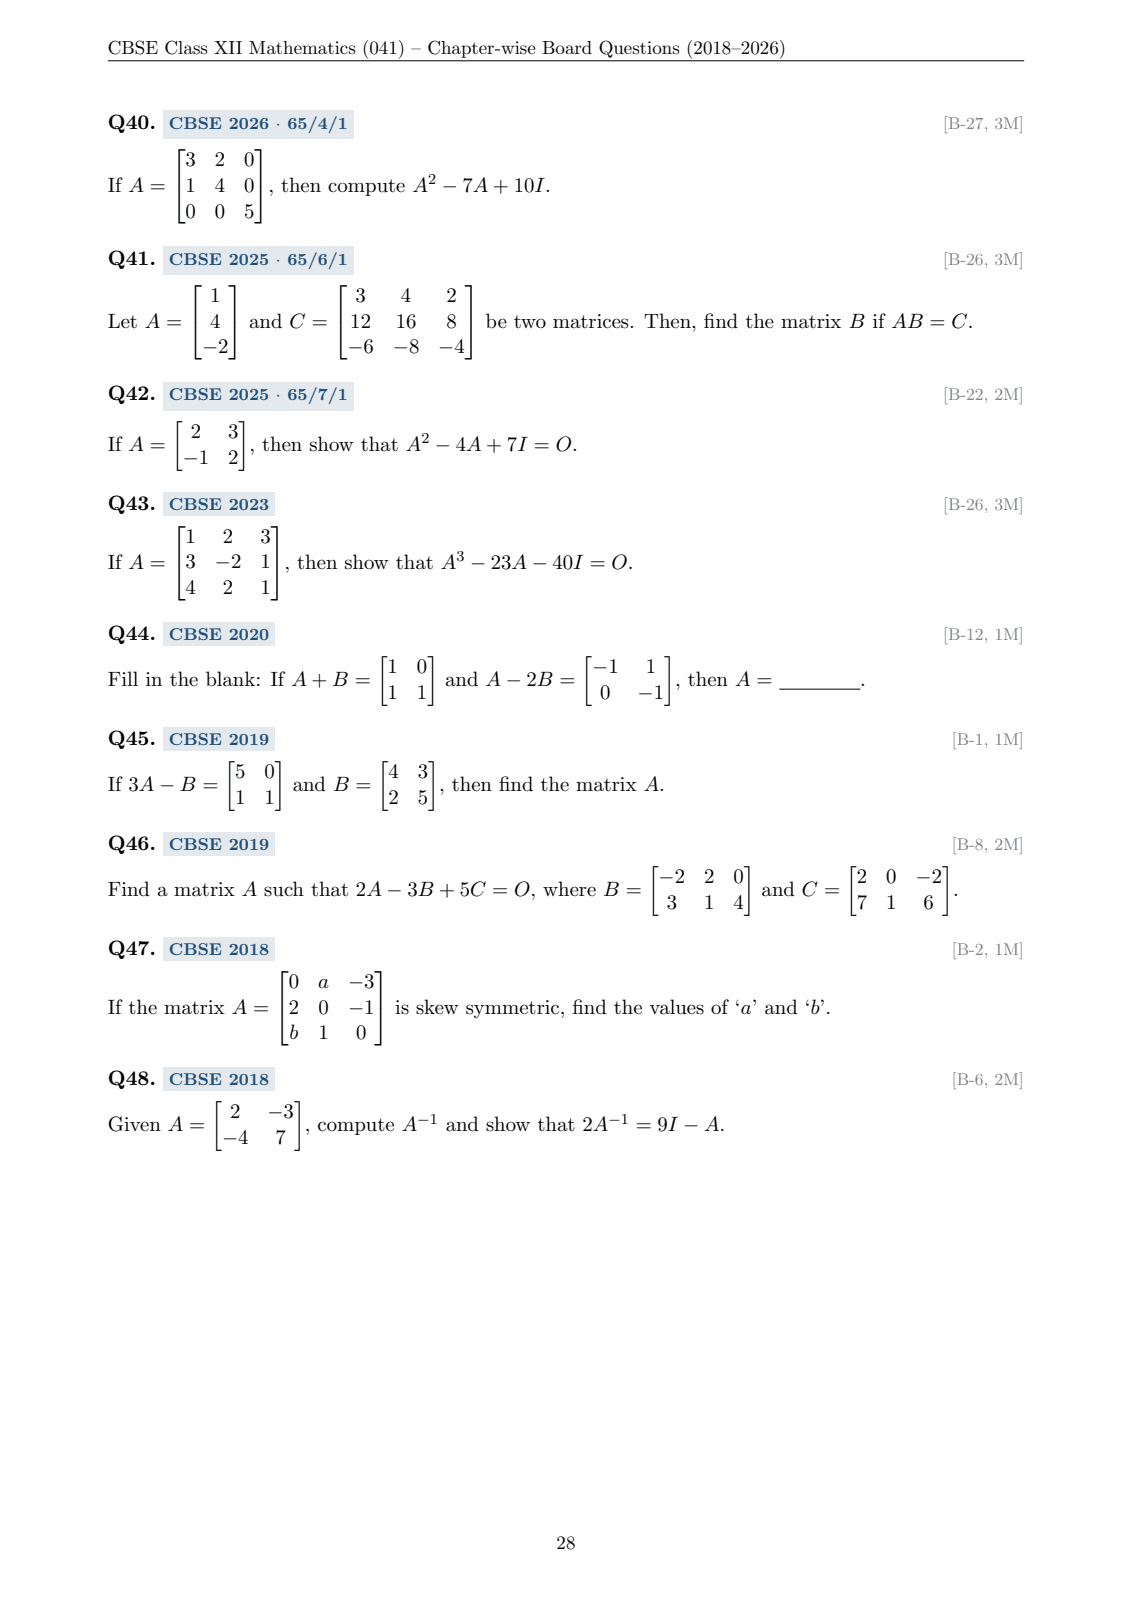 CBSE Class XII Mathematics (041) – Chapter-wise Board Questions (2018–2026)
Q40. CBSE 2026 · 65/4/1 [B-27, 3M]
If A = [3 2 0; 1 4 0; 0 0 5], then compute A² − 7A + 10I.
Q41. CBSE 2025 · 65/6/1 [B-26, 3M]
Let A = [1; 4; −2] and C = [3 4 2; 12 16 8; −6 −8 −4] be two matrices. Then, find the matrix B if AB = C.
Q42. CBSE 2025 · 65/7/1 [B-22, 2M]
If A = [2 3; −1 2], then show that A² − 4A + 7I = O.
Q43. CBSE 2023 [B-26, 3M]
If A = [1 2 3; 3 −2 1; 4 2 1], then show that A³ − 23A − 40I = O.
Q44. CBSE 2020 [B-12, 1M]
Fill in the blank: If A + B = [1 0; 1 1] and A − 2B = [−1 1; 0 −1], then A = ________.
Q45. CBSE 2019 [B-1, 1M]
If 3A − B = [5 0; 1 1] and B = [4 3; 2 5], then find the matrix A.
Q46. CBSE 2019 [B-8, 2M]
Find a matrix A such that 2A − 3B + 5C = O, where B = [−2 2 0; 3 1 4] and C = [2 0 −2; 7 1 6].
Q47. CBSE 2018 [B-2, 1M]
If the matrix A = [0 a −3; 2 0 −1; b 1 0] is skew symmetric, find the values of ‘a’ and ‘b’.
Q48. CBSE 2018 [B-6, 2M]
Given A = [2 −3; −4 7], compute A⁻¹ and show that 2A⁻¹ = 9I − A.
28